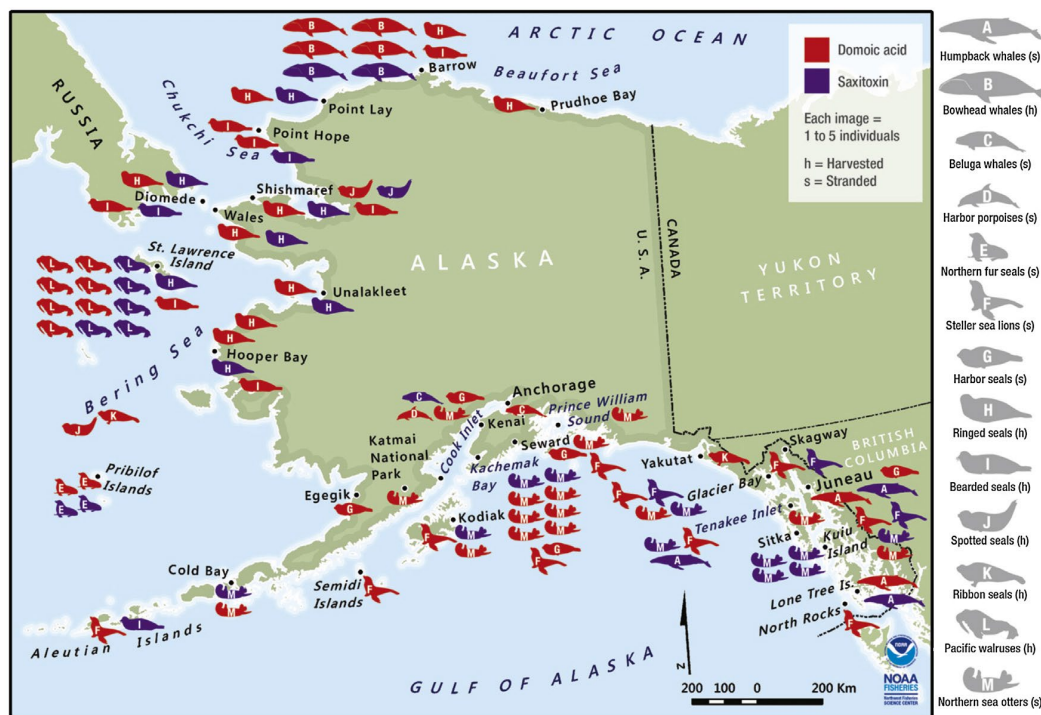 ARCTIC OCEAN
Beaufort Sea
Chukchi Sea
RUSSIA
Barrow
Point Lay
Prudhoe Bay
Point Hope
Domoic acid
Saxitoxin
Each image =
1 to 5 individuals
h = Harvested
s = Stranded
Shishmaref
Diomede
Wales
St. Lawrence
Island
ALASKA
U. S. A.
CANADA
YUKON
TERRITORY
Unalakleet
Bering Sea
Hooper Bay
Anchorage
Prince William
Sound
Kenai
Cook Inlet
Katmai
National
Park
Seward
Kachemak
Bay
Skagway
BRITISH
COLUMBIA
Yakutat
Glacier Bay
Juneau
Pribilof
Islands
Egegik
Kodiak
Tenakee Inlet
Sitka
Kuiu
Island
Cold Bay
Semidi
Islands
Lone Tree Is.
North Rocks
Aleutian Islands
GULF OF ALASKA
N
200 100 0 200 Km
NOAA
FISHERIES
A
Humpback whales (s)
B
Bowhead whales (h)
C
Beluga whales (s)
D
Harbor porpoises (s)
E
Northern fur seals (s)
F
Steller sea lions (s)
G
Harbor seals (s)
H
Ringed seals (h)
I
Bearded seals (h)
J
Spotted seals (h)
K
Ribbon seals (h)
L
Pacific walruses (h)
M
Northern sea otters (s)